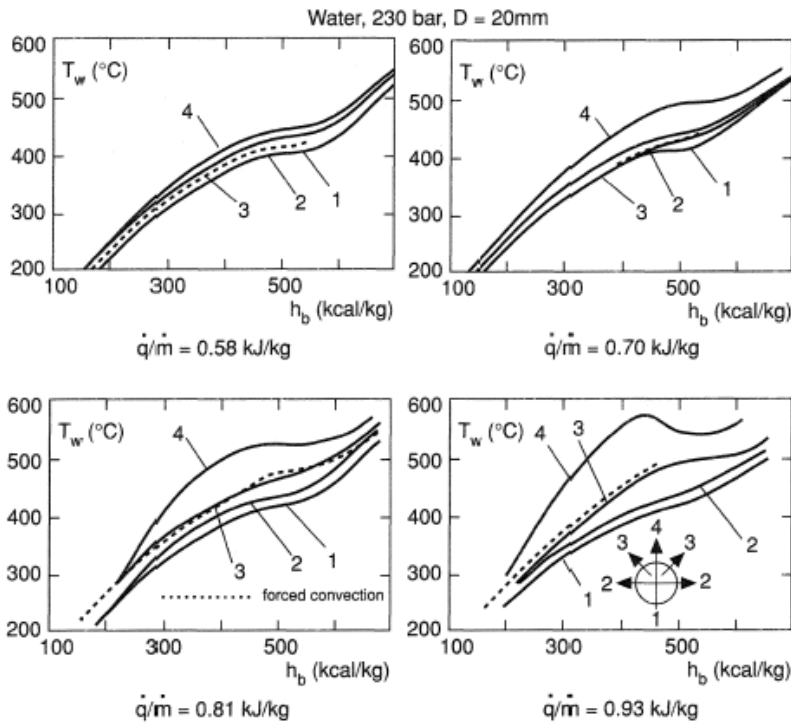 Water, 230 bar, D = 20mm
600
T_w (°C)
500
4
400
300
3
2
1
200
100 300 500
h_b (kcal/kg)
q̇/ṁ = 0.58 kJ/kg
600
T_w (°C)
500
4
400
1
300
3
2
200
100 300 500
h_b (kcal/kg)
q̇/ṁ = 0.70 kJ/kg
600
T_w (°C)
4
500
400
300
3
2
1
forced convection
200
100 300 500
h_b (kcal/kg)
q̇/ṁ = 0.81 kJ/kg
600
T_w (°C)
3
4
500
400
4
3 3
2
300
2 2
1
1
200
100 300 500
h_b (kcal/kg)
q̇/ṁ = 0.93 kJ/kg